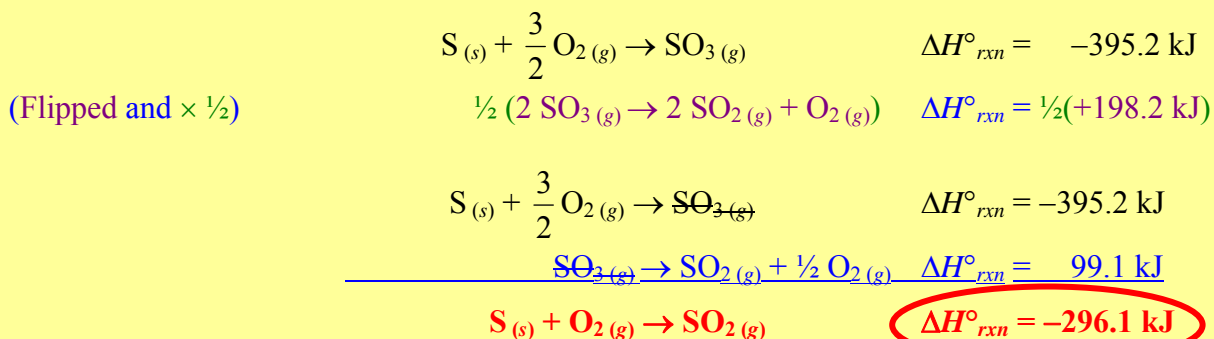 S (s) + 3/2 O2 (g) → SO3 (g) ΔH°rxn = –395.2 kJ
(Flipped and × ½) ½ (2 SO3 (g) → 2 SO2 (g) + O2 (g)) ΔH°rxn = ½(+198.2 kJ)
S (s) + 3/2 O2 (g) → SO3 (g) ΔH°rxn = –395.2 kJ
SO3 (g) → SO2 (g) + ½ O2 (g) ΔH°rxn = 99.1 kJ
S (s) + O2 (g) → SO2 (g) ΔH°rxn = –296.1 kJ